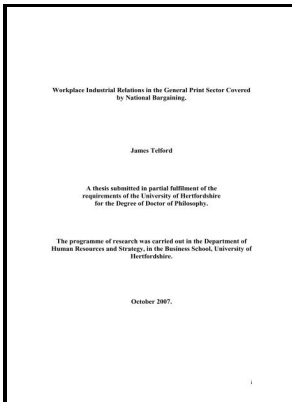 Workplace Industrial Relations in the General Print Sector Covered
by National Bargaining.
James Telford
A thesis submitted in partial fulfilment of the
requirements of the University of Hertfordshire
for the Degree of Doctor of Philosophy.
The programme of research was carried out in the Department of
Human Resources and Strategy, in the Business School, University of
Hertfordshire.
October 2007.
i